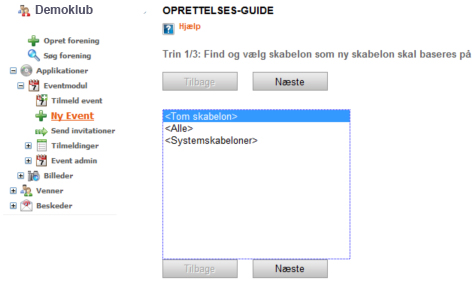 Demoklub
Opret forening
Søg forening
Applikationer
Eventmodul
Tilmeld event
Ny Event
Send invitationer
Tilmeldinger
Event admin
Billeder
Venner
Beskeder
OPRETTELSES-GUIDE
Hjælp
Trin 1/3: Find og vælg skabelon som ny skabelon skal baseres på
Tilbage Næste
<Tom skabelon>
<Alle>
<Systemskabeloner>
Tilbage Næste